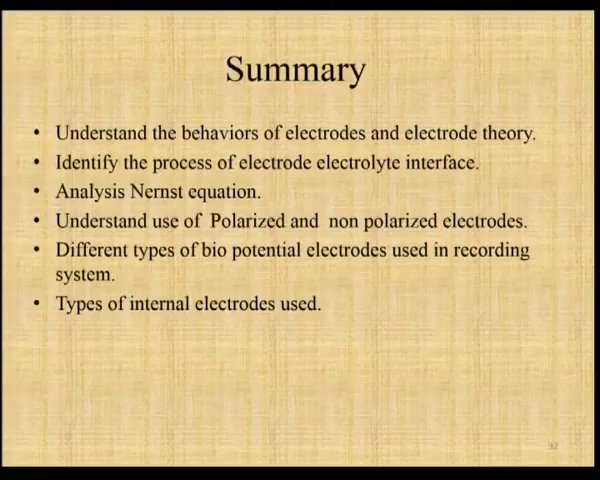 Summary
• Understand the behaviors of electrodes and electrode theory.
• Identify the process of electrode electrolyte interface.
• Analysis Nernst equation.
• Understand use of Polarized and non polarized electrodes.
• Different types of bio potential electrodes used in recording
system.
• Types of internal electrodes used.
37